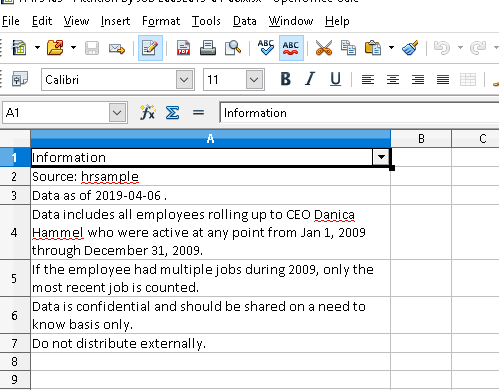 File Edit View Insert Format Tools Data Window Help
Calibri 11 B I U
A1 Σ = Information
A B C
1 Information
2 Source: hrsample
3 Data as of 2019-04-06 .
4 Data includes all employees rolling up to CEO Danica
Hammel who were active at any point from Jan 1, 2009
through December 31, 2009.
5 If the employee had multiple jobs during 2009, only the
most recent job is counted.
6 Data is confidential and should be shared on a need to
know basis only.
7 Do not distribute externally.
8
9